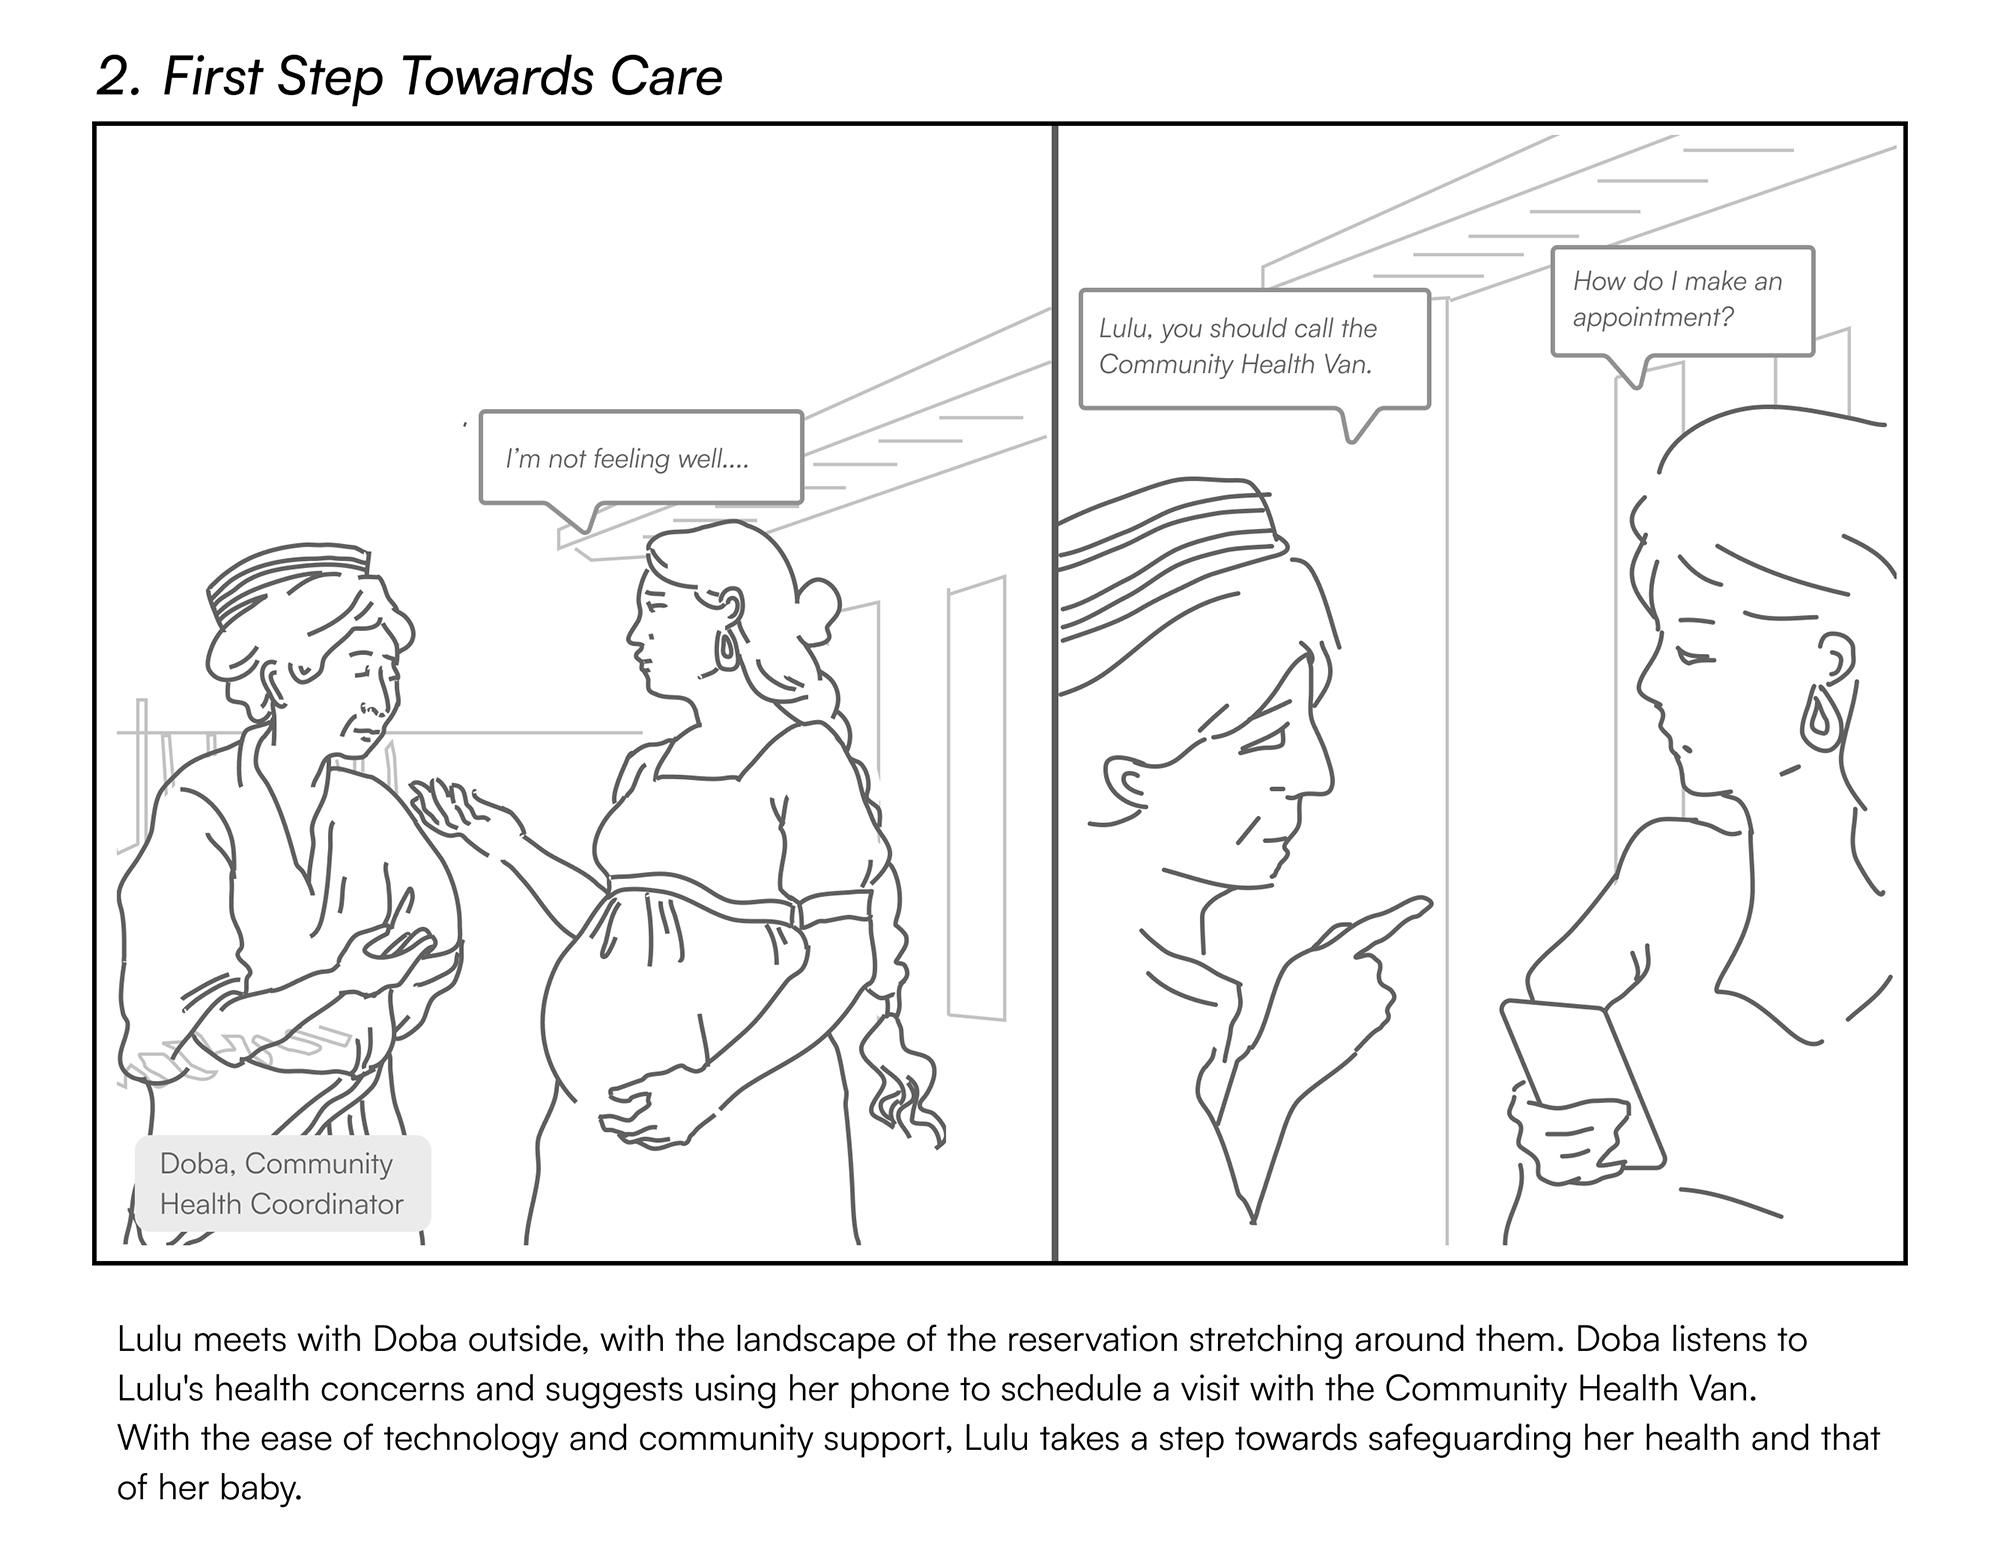 2. First Step Towards Care
I’m not feeling well....
Doba, Community
Health Coordinator
Lulu, you should call the
Community Health Van.
How do I make an
appointment?
Lulu meets with Doba outside, with the landscape of the reservation stretching around them. Doba listens to
Lulu's health concerns and suggests using her phone to schedule a visit with the Community Health Van.
With the ease of technology and community support, Lulu takes a step towards safeguarding her health and that
of her baby.